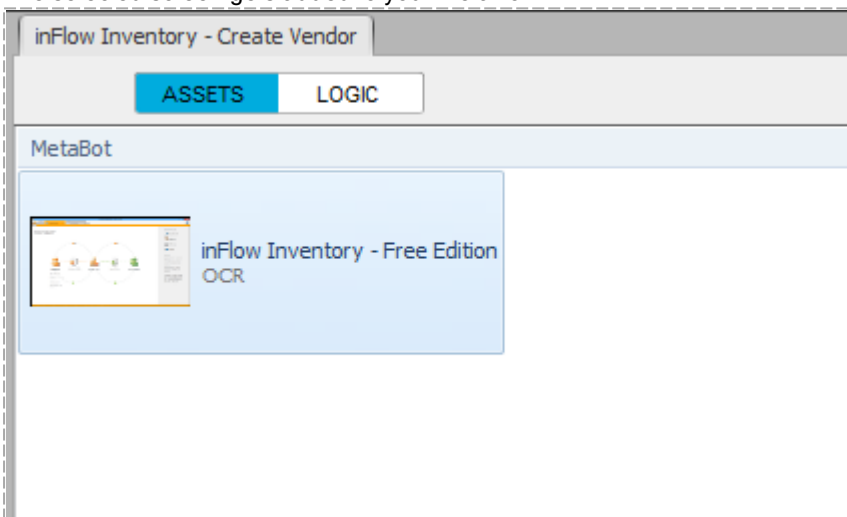 inFlow Inventory - Create Vendor
ASSETS LOGIC
MetaBot
inFlow Inventory - Free Edition
OCR